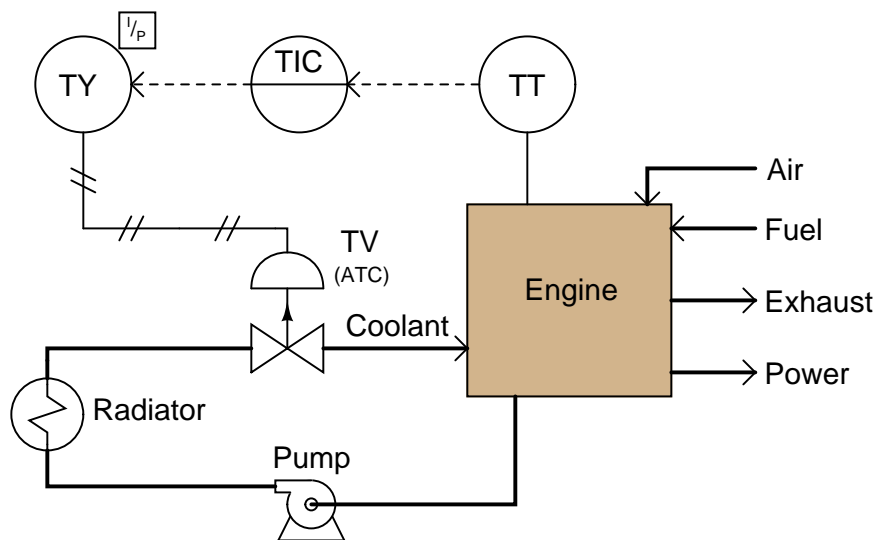 I/P
TY
TIC
TT
Air
Fuel
TV
(ATC)
Engine
Exhaust
Coolant
Power
Radiator
Pump